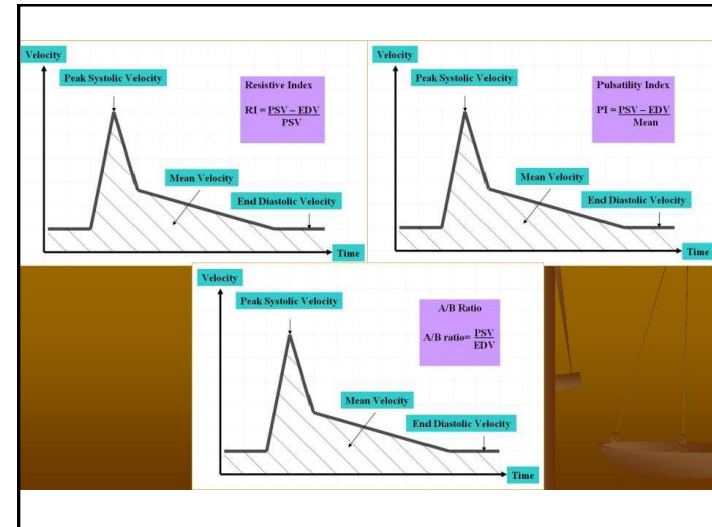 Velocity
Peak Systolic Velocity
Resistive Index
RI = PSV – EDV
PSV
Mean Velocity
End Diastolic Velocity
Time
Velocity
Peak Systolic Velocity
Pulsatility Index
PI = PSV – EDV
Mean
Mean Velocity
End Diastolic Velocity
Time
Velocity
Peak Systolic Velocity
A/B Ratio
A/B ratio= PSV
EDV
Mean Velocity
End Diastolic Velocity
Time